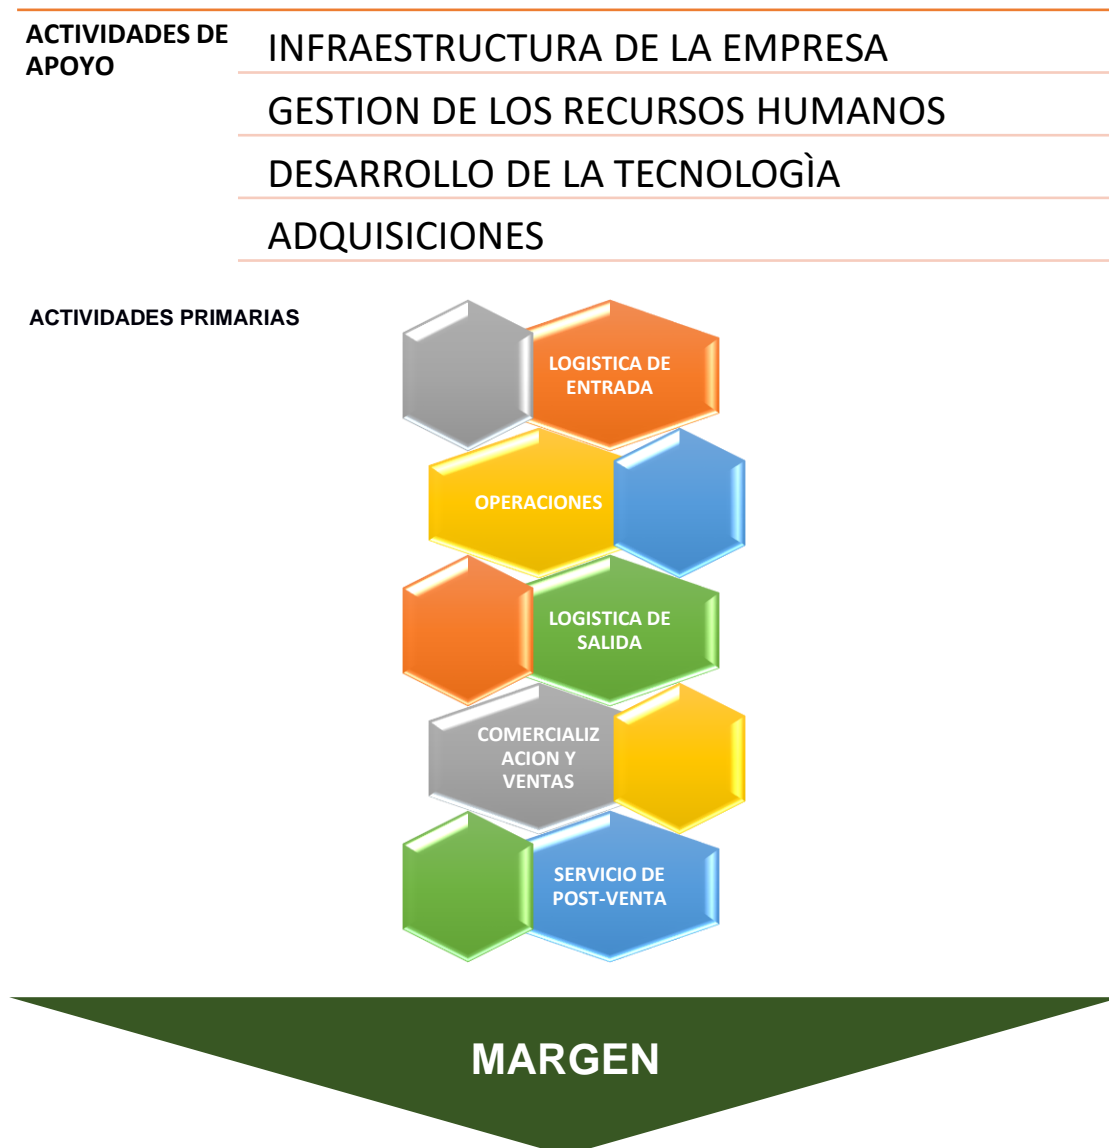 ACTIVIDADES DE
APOYO
INFRAESTRUCTURA DE LA EMPRESA
GESTION DE LOS RECURSOS HUMANOS
DESARROLLO DE LA TECNOLOGÌA
ADQUISICIONES
ACTIVIDADES PRIMARIAS
LOGISTICA DE
ENTRADA
OPERACIONES
LOGISTICA DE
SALIDA
COMERCIALIZ
ACION Y
VENTAS
SERVICIO DE
POST-VENTA
MARGEN